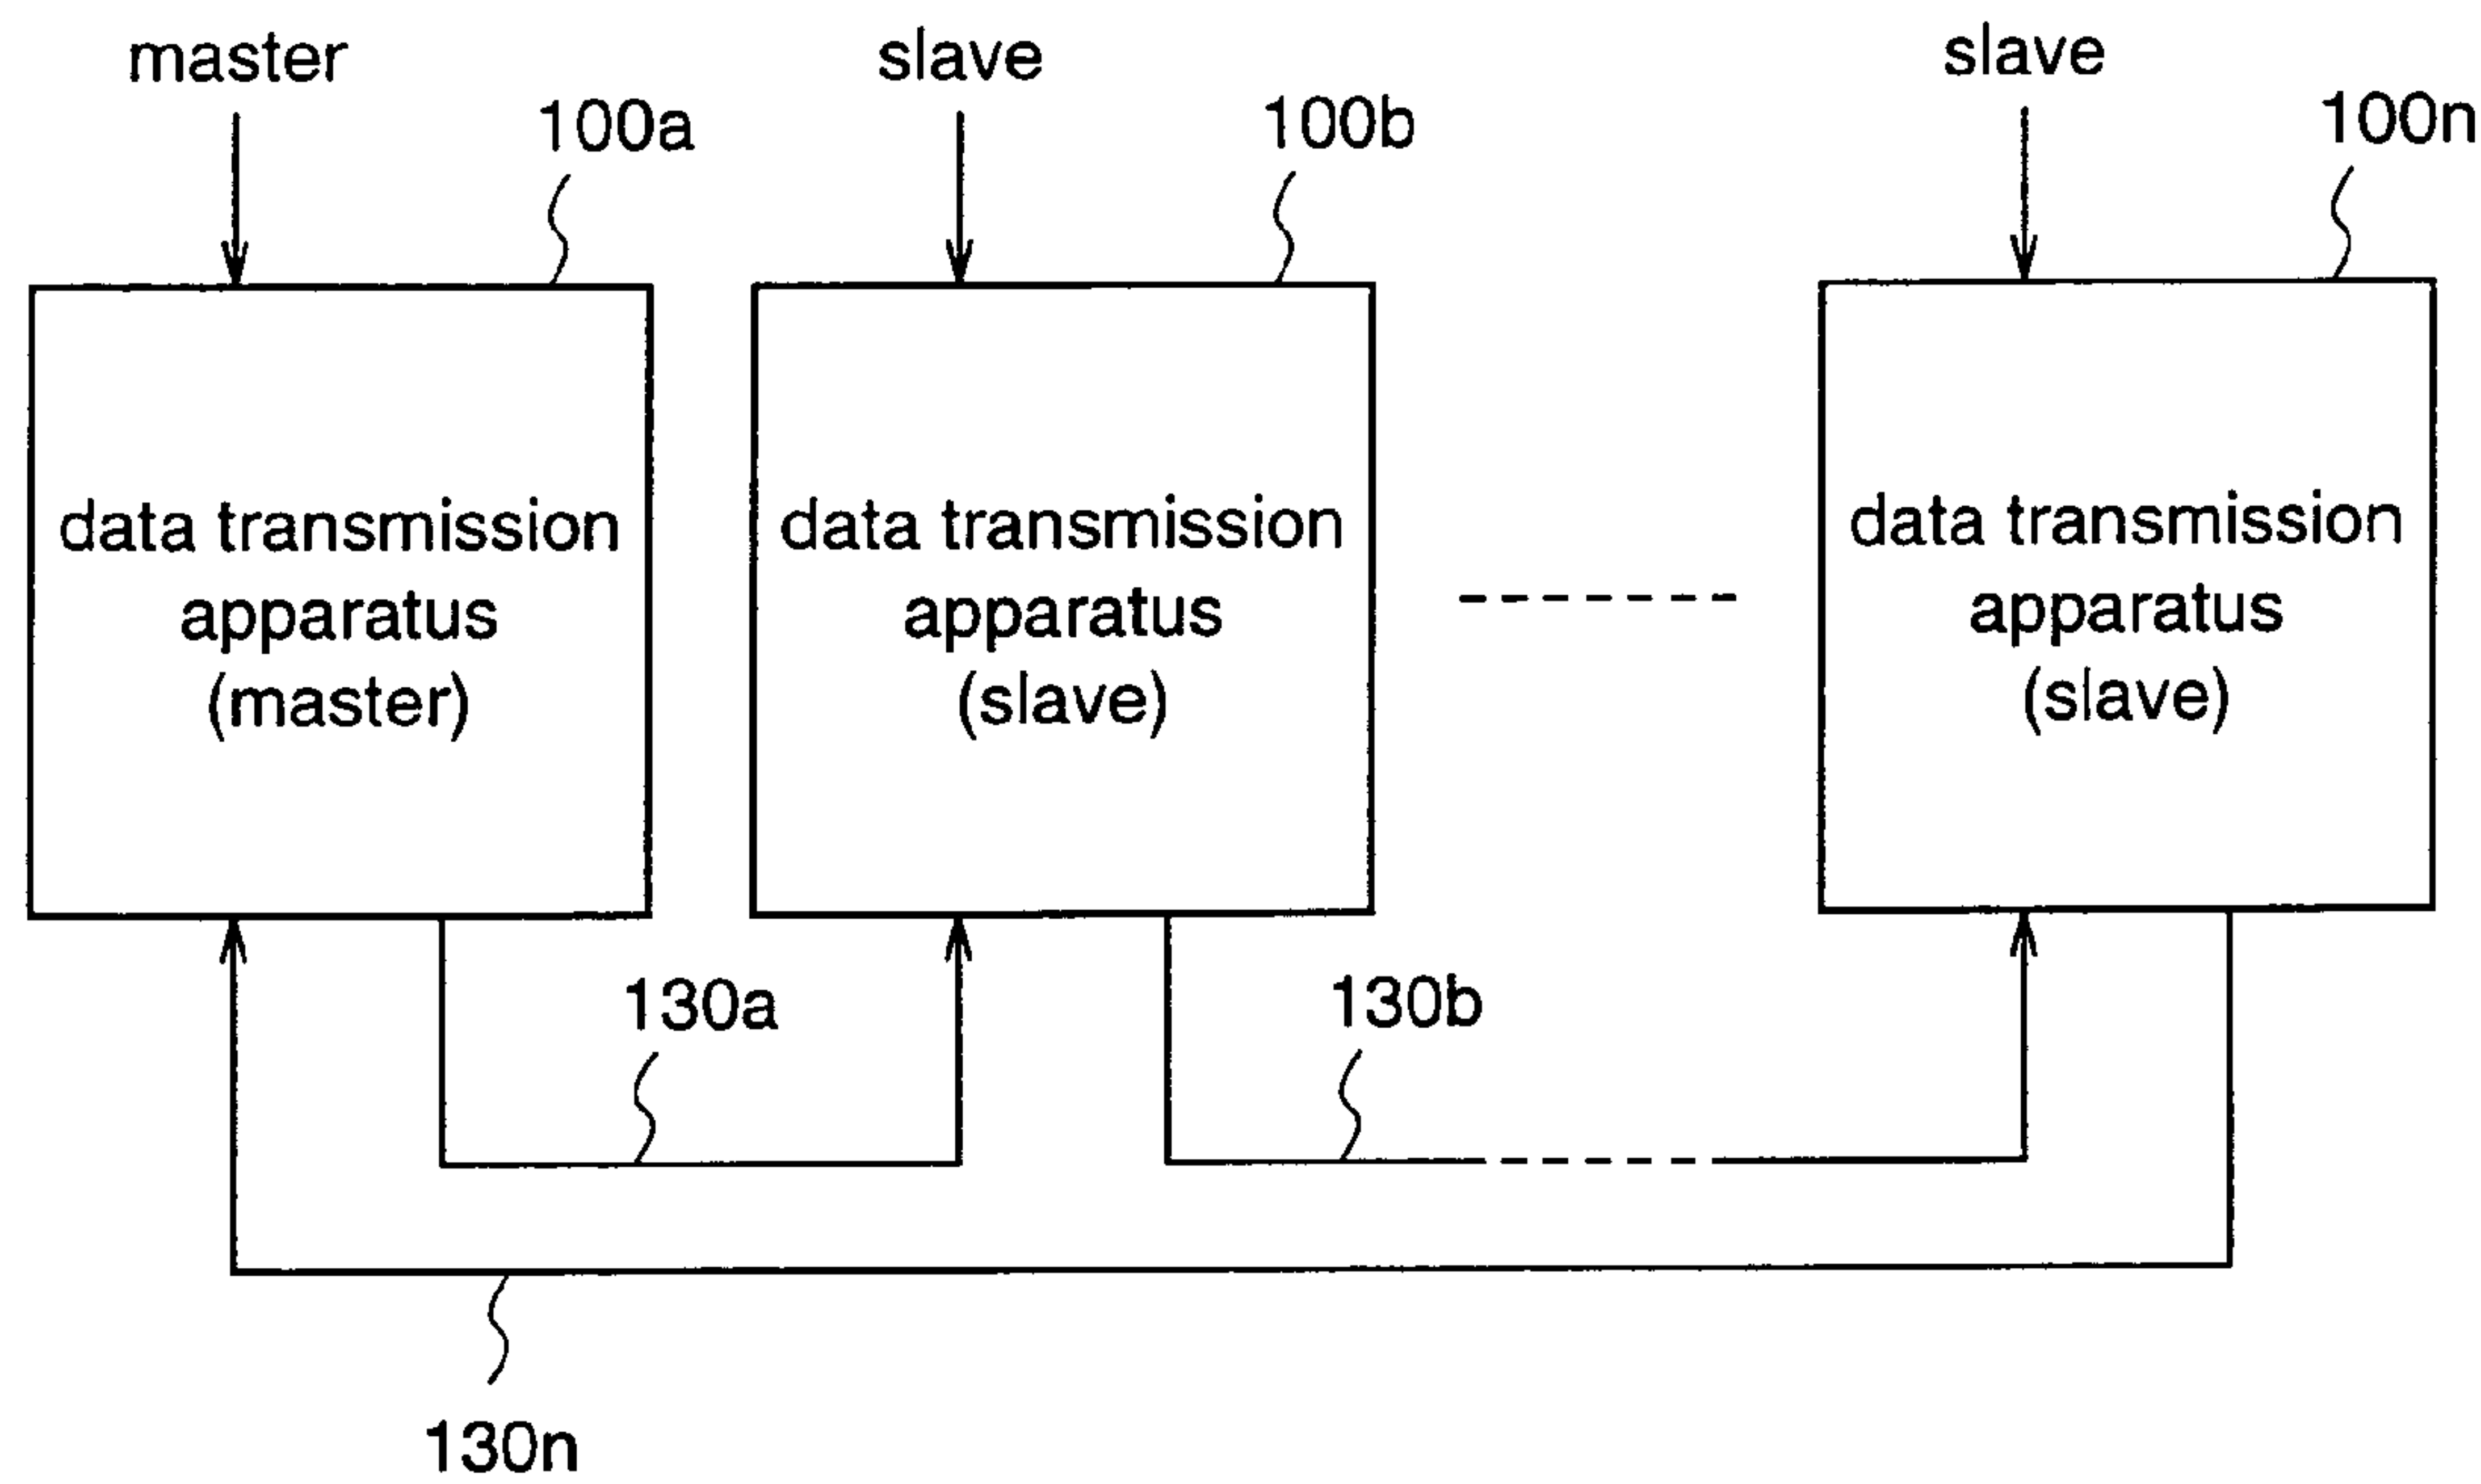 master
slave
slave
100a
100b
100n
data transmission
apparatus
(master)
data transmission
apparatus
(slave)
data transmission
apparatus
(slave)
130a
130b
130n